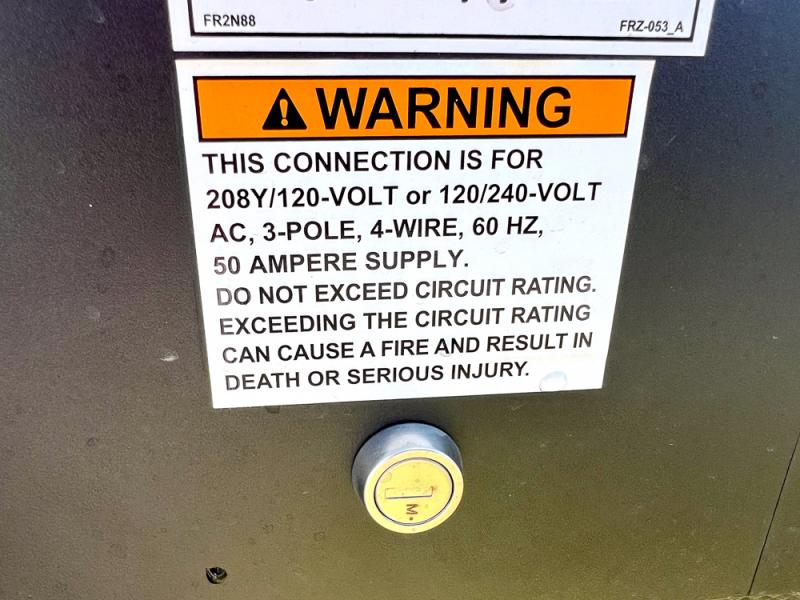 FR2N88
FRZ-053_A
WARNING
THIS CONNECTION IS FOR
208Y/120-VOLT or 120/240-VOLT
AC, 3-POLE, 4-WIRE, 60 HZ,
50 AMPERE SUPPLY.
DO NOT EXCEED CIRCUIT RATING.
EXCEEDING THE CIRCUIT RATING
CAN CAUSE A FIRE AND RESULT IN
DEATH OR SERIOUS INJURY.
M.